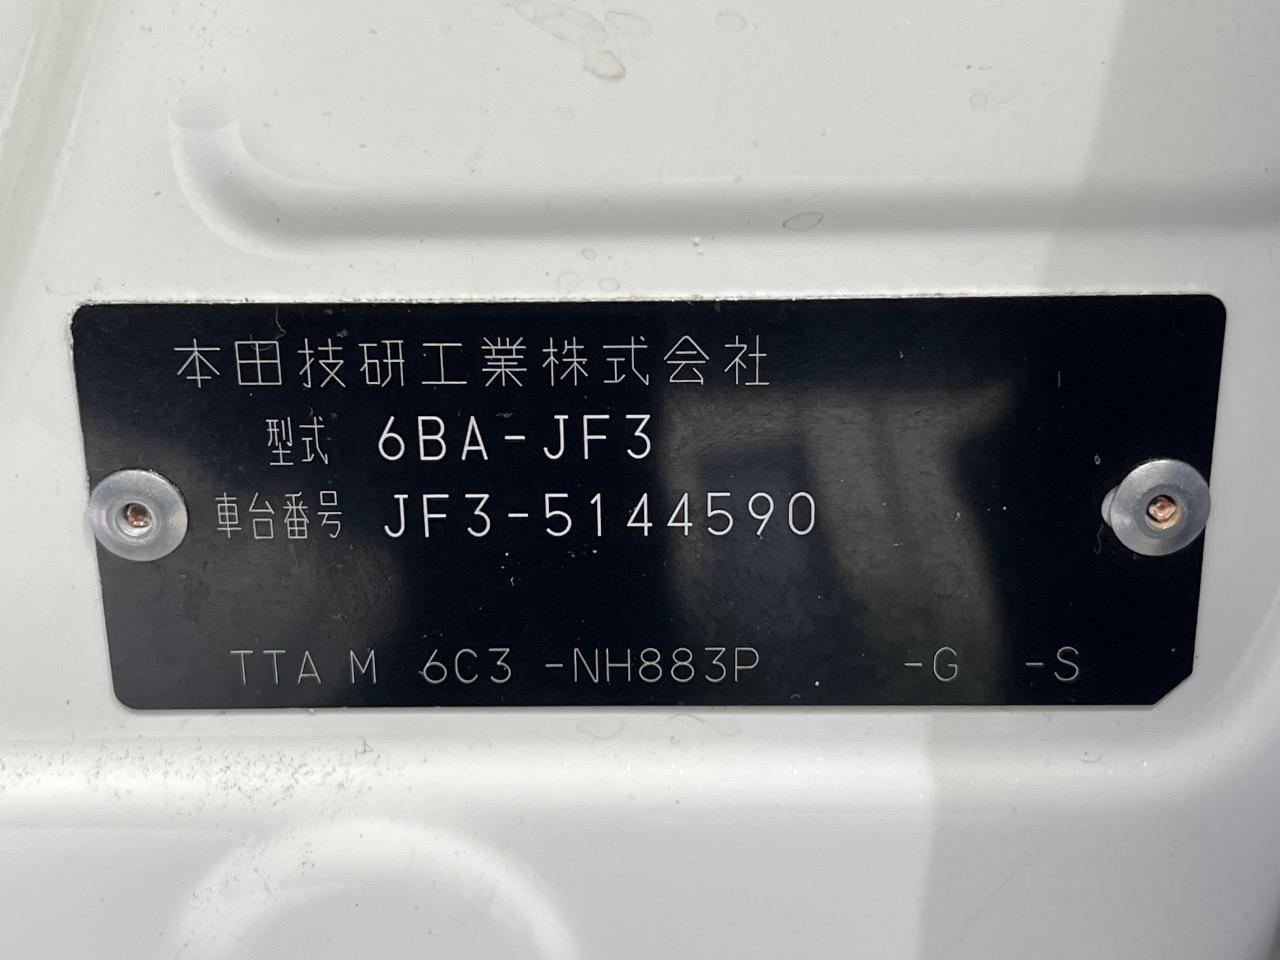 本田技研工業株式会社
型式 6BA-JF3
車台番号 JF3-5144590
TTA M 6C3 -NH883P -G -S